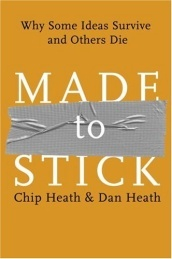 Why Some Ideas Survive
and Others Die
MADE
to
STICK
Chip Heath & Dan Heath